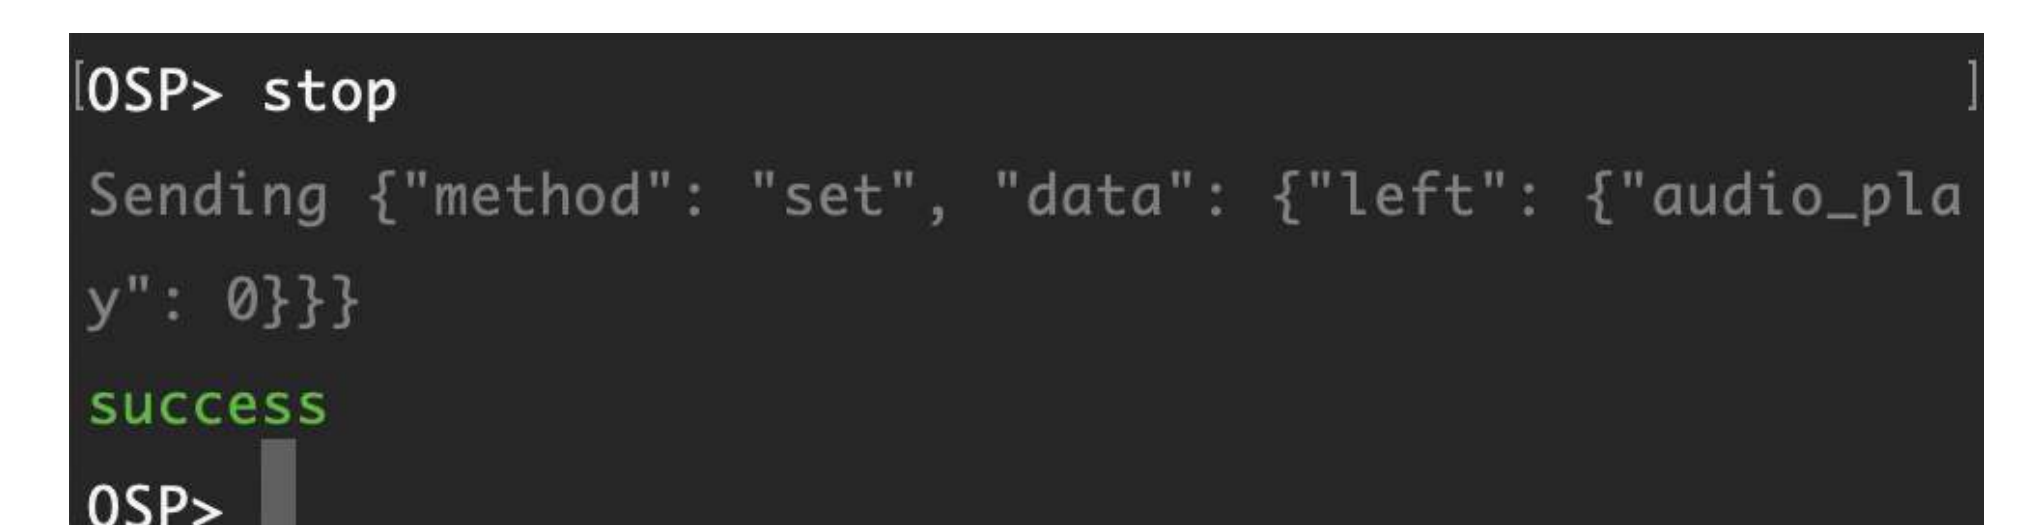 [OSP> stop ]
Sending {"method": "set", "data": {"left": {"audio_pla
y": 0}}}
success
OSP>